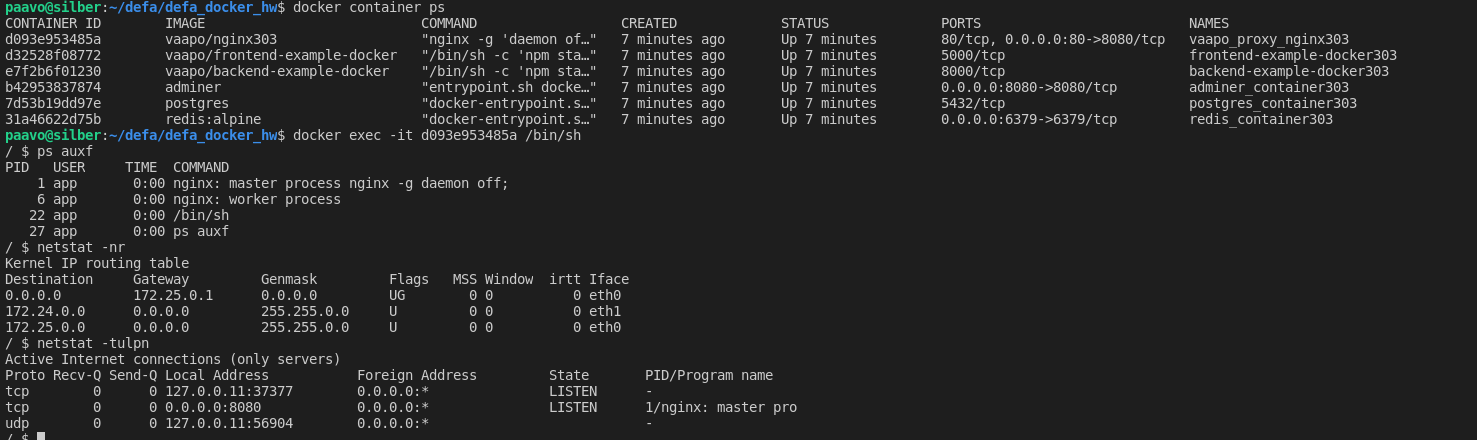 paavo@silber:~/defa/defa_docker_hw$ docker container ps
CONTAINER ID        IMAGE                           COMMAND                  CREATED             STATUS              PORTS                          NAMES
d093e953485a        vaapo/nginx303                  "nginx -g 'daemon of…"   7 minutes ago       Up 7 minutes        80/tcp, 0.0.0.0:80->8080/tcp   vaapo_proxy_nginx303
d32528f08772        vaapo/frontend-example-docker   "/bin/sh -c 'npm sta…"   7 minutes ago       Up 7 minutes        5000/tcp                       frontend-example-docker303
e7f2b6f01230        vaapo/backend-example-docker    "/bin/sh -c 'npm sta…"   7 minutes ago       Up 7 minutes        8000/tcp                       backend-example-docker303
b42953837874        adminer                         "entrypoint.sh docke…"   7 minutes ago       Up 7 minutes        0.0.0.0:8080->8080/tcp         adminer_container303
7d53b19dd97e        postgres                        "docker-entrypoint.s…"   7 minutes ago       Up 7 minutes        5432/tcp                       postgres_container303
31a46622d75b        redis:alpine                    "docker-entrypoint.s…"   7 minutes ago       Up 7 minutes        0.0.0.0:6379->6379/tcp         redis_container303
paavo@silber:~/defa/defa_docker_hw$ docker exec -it d093e953485a /bin/sh
/ $ ps auxf
PID   USER     TIME  COMMAND
    1 app       0:00 nginx: master process nginx -g daemon off;
    6 app       0:00 nginx: worker process
   22 app       0:00 /bin/sh
   27 app       0:00 ps auxf
/ $ netstat -nr
Kernel IP routing table
Destination     Gateway         Genmask         Flags   MSS Window  irtt Iface
0.0.0.0         172.25.0.1      0.0.0.0         UG        0 0          0 eth0
172.24.0.0      0.0.0.0         255.255.0.0     U         0 0          0 eth1
172.25.0.0      0.0.0.0         255.255.0.0     U         0 0          0 eth0
/ $ netstat -tulpn
Active Internet connections (only servers)
Proto Recv-Q Send-Q Local Address           Foreign Address         State       PID/Program name
tcp        0      0 127.0.0.11:37377        0.0.0.0:*               LISTEN      -
tcp        0      0 0.0.0.0:8080            0.0.0.0:*               LISTEN      1/nginx: master pro
udp        0      0 127.0.0.11:56904        0.0.0.0:*                           -
/ $